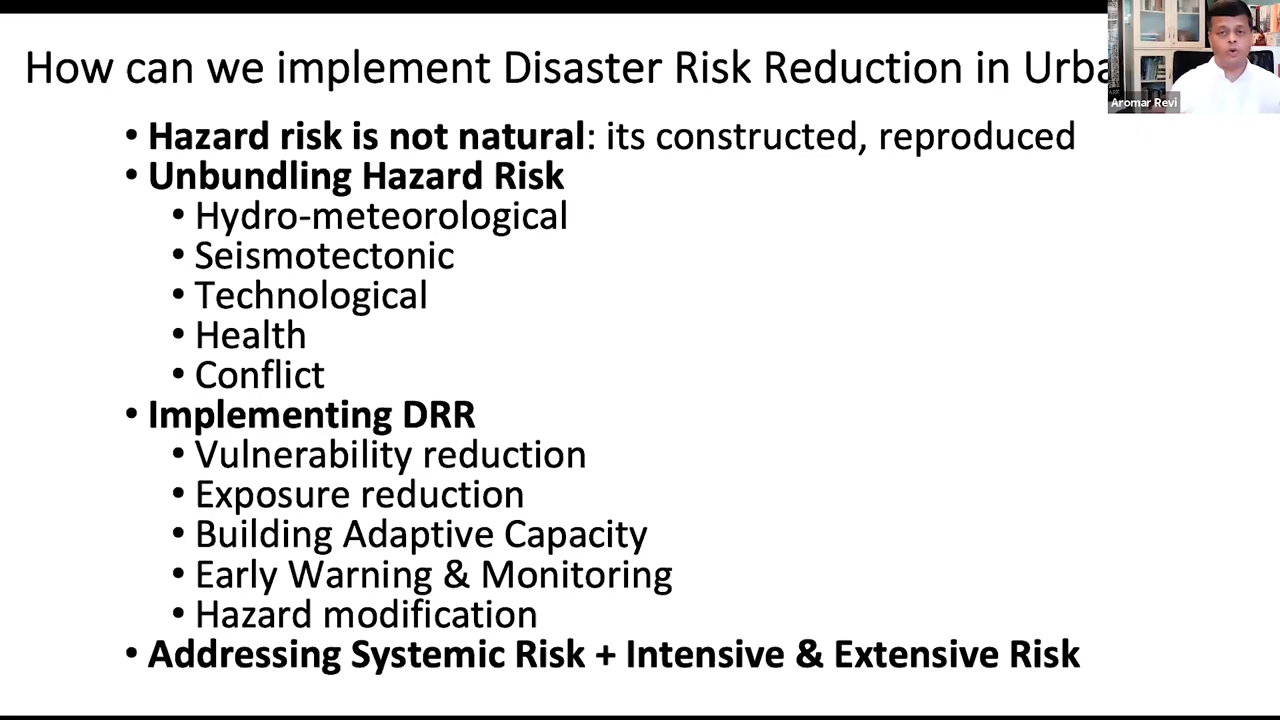 How can we implement Disaster Risk Reduction in Urba
Aromar Revi
• Hazard risk is not natural: its constructed, reproduced
• Unbundling Hazard Risk
• Hydro-meteorological
• Seismotectonic
• Technological
• Health
• Conflict
• Implementing DRR
• Vulnerability reduction
• Exposure reduction
• Building Adaptive Capacity
• Early Warning & Monitoring
• Hazard modification
• Addressing Systemic Risk + Intensive & Extensive Risk